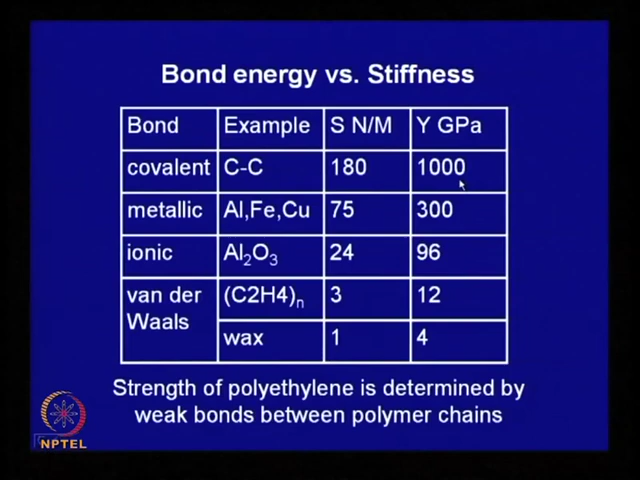 Bond energy vs. Stiffness
Bond Example S N/M Y GPa
covalent C-C 180 1000
metallic Al,Fe,Cu 75 300
ionic Al₂O₃ 24 96
van der Waals (C2H4)ₙ 3 12
wax 1 4
Strength of polyethylene is determined by
weak bonds between polymer chains
NPTEL